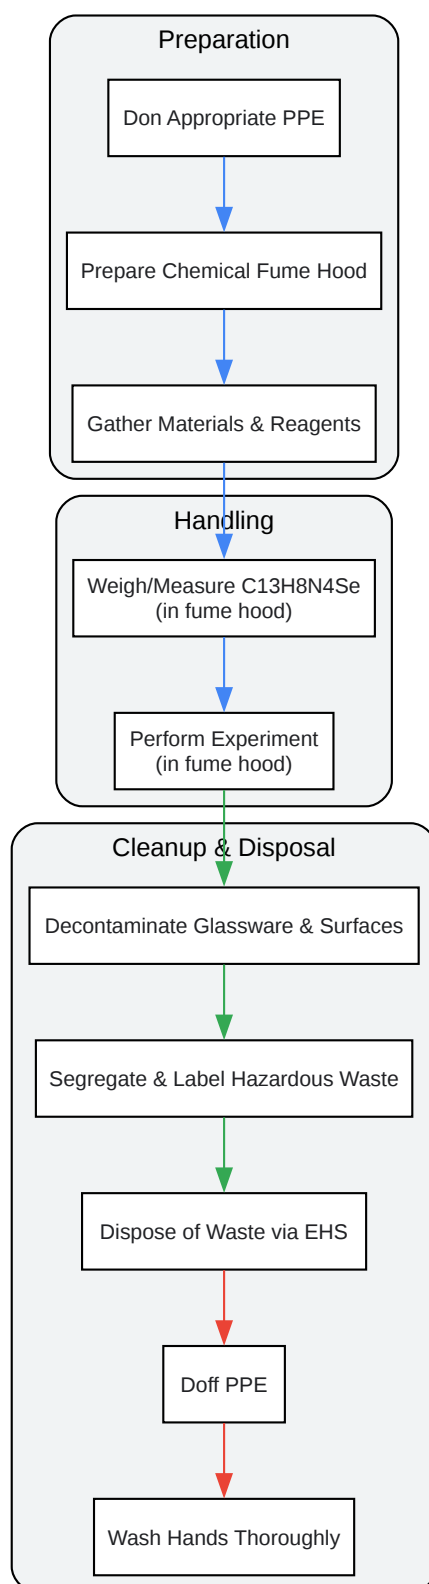 Preparation
Don Appropriate PPE
Prepare Chemical Fume Hood
Gather Materials & Reagents
Handling
Weigh/Measure C13H8N4Se
(in fume hood)
Perform Experiment
(in fume hood)
Cleanup & Disposal
Decontaminate Glassware & Surfaces
Segregate & Label Hazardous Waste
Dispose of Waste via EHS
Doff PPE
Wash Hands Thoroughly